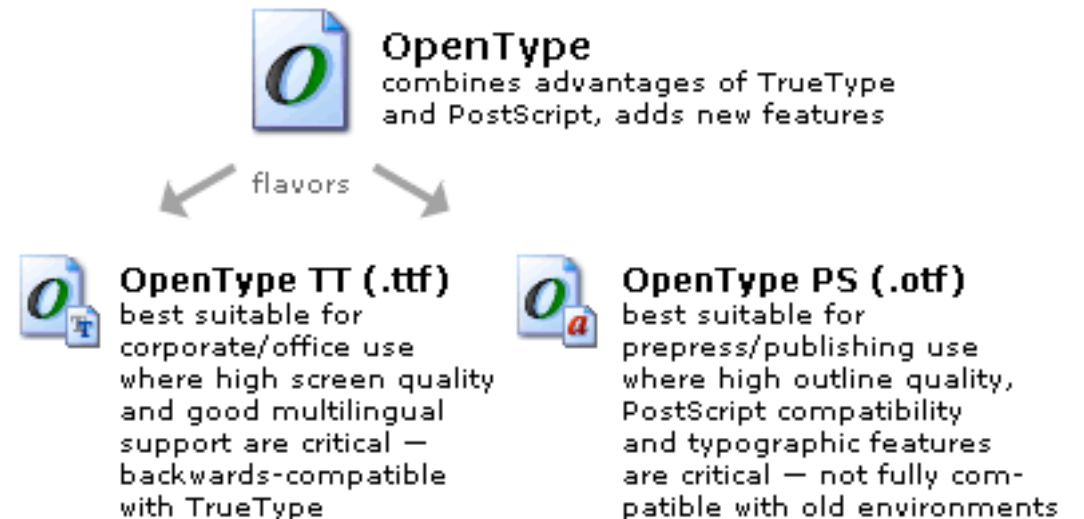 OpenType
combines advantages of TrueType
and PostScript, adds new features
flavors
OpenType TT (.ttf)
best suitable for
corporate/office use
where high screen quality
and good multilingual
support are critical —
backwards-compatible
with TrueType
OpenType PS (.otf)
best suitable for
prepress/publishing use
where high outline quality,
PostScript compatibility
and typographic features
are critical — not fully com-
patible with old environments